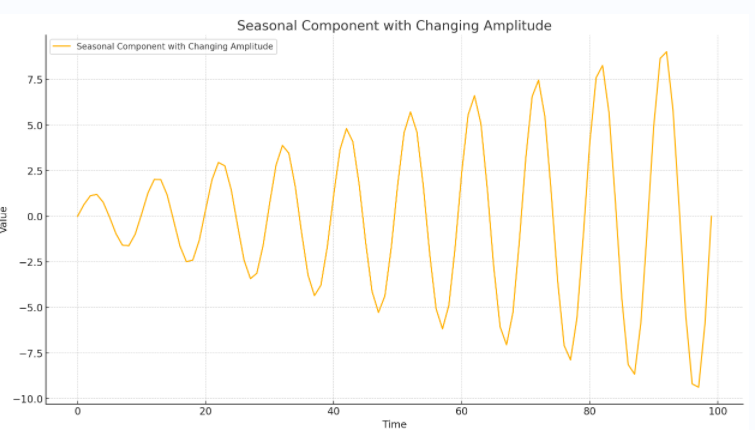 Seasonal Component with Changing Amplitude
Seasonal Component with Changing Amplitude
7.5
5.0
2.5
0.0
−2.5
−5.0
−7.5
−10.0
Value
0 20 40 60 80 100
Time